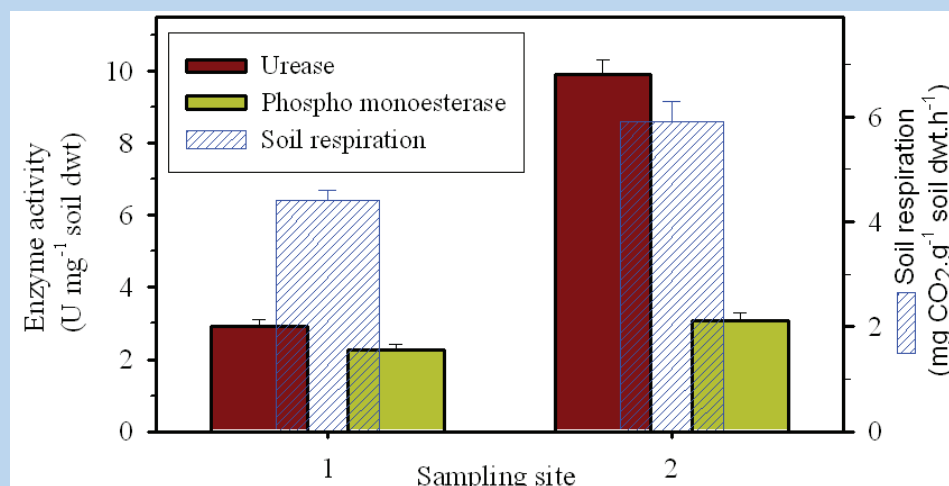 Urease
Phospho monoesterase
Soil respiration
Enzyme activity
(U mg⁻¹ soil dwt)
10
8
6
4
2
0
6
4
2
0
Soil respiration
(mg CO₂.g⁻¹ soil dwt.h⁻¹)
1
2
Sampling site